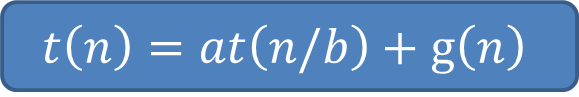 t(n) = at(n/b) + g(n)